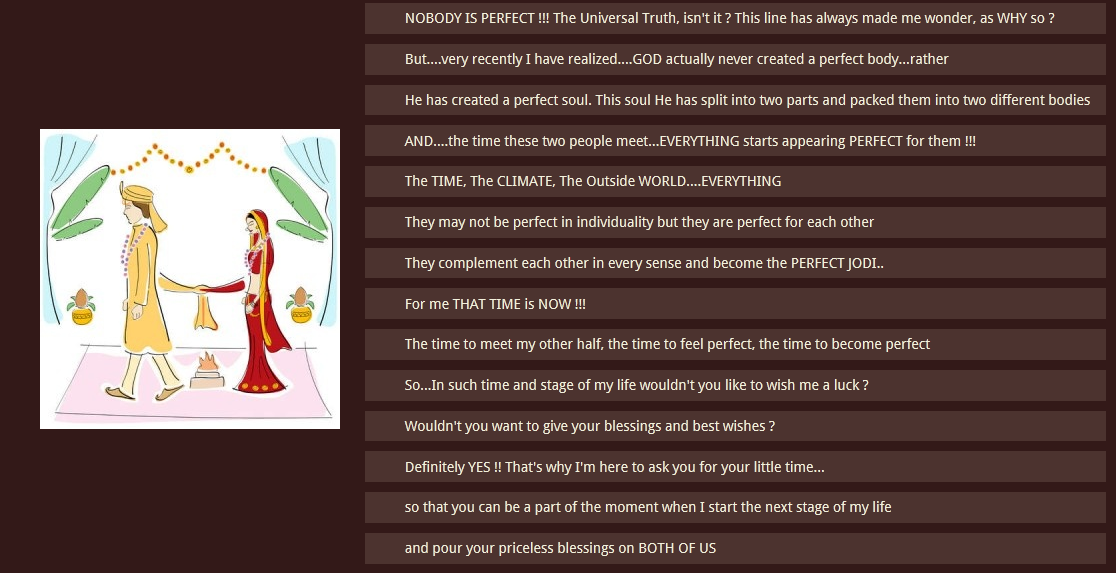 NOBODY IS PERFECT !!! The Universal Truth, isn't it ? This line has always made me wonder, as WHY so ?
But....very recently I have realized....GOD actually never created a perfect body...rather
He has created a perfect soul. This soul He has split into two parts and packed them into two different bodies
AND....the time these two people meet...EVERYTHING starts appearing PERFECT for them !!!
The TIME, The CLIMATE, The Outside WORLD....EVERYTHING
They may not be perfect in individuality but they are perfect for each other
They complement each other in every sense and become the PERFECT JODI..
For me THAT TIME is NOW !!!
The time to meet my other half, the time to feel perfect, the time to become perfect
So...In such time and stage of my life wouldn't you like to wish me a luck ?
Wouldn't you want to give your blessings and best wishes ?
Definitely YES !! That's why I'm here to ask you for your little time...
so that you can be a part of the moment when I start the next stage of my life
and pour your priceless blessings on BOTH OF US